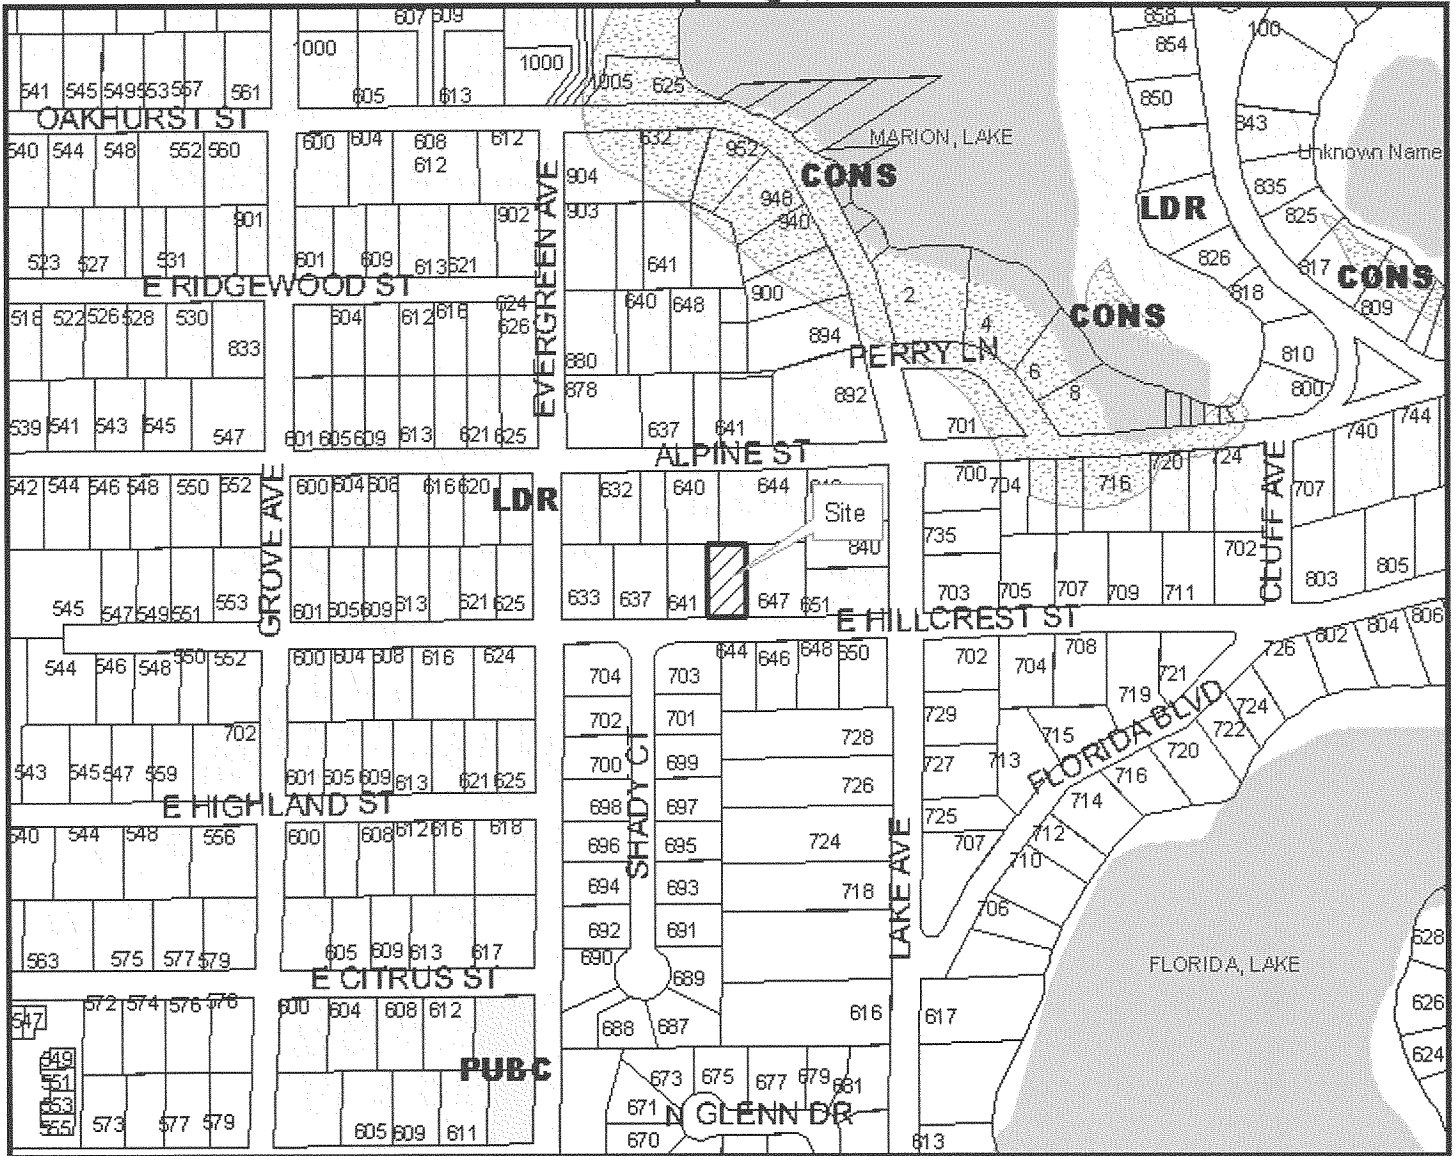 607 609
858
100
1000
854
1000
1005 625
541 545 549 553 557 561
605 613
850
OAKHURST ST
843
540 544 548 552 560
600 604 608 612
612
632
952
MARION, LAKE
Unknown Name
904
CONS
835
948
LDR
901
902
903
940
825
523 527 531
601 609 613 621
641
826
817
CONS
E RIDGEWOOD ST
EVERGREEN AVE
900
2
818
809
518 522 526 528 530
604 612 616 624
626
640 648
4
CONS
833
894
880
PERRY LN
810
6
878
892
8
800
539 541 543 545 547
601 605 609 613 621 625
637 641
701
744
740
ALPINE ST
542 544 546 548 550 552
600 604 608 616 620
LDR
632 640 644
700
704
716
720
724
707
GROVE AVE
CLUFF AVE
Site
735
840
702
545 547 549 551 553
601 605 609 613 621 625
633 637 641 647 651
703 705 707 709 711
803 805
E HILLCREST ST
544 546 548 550 552
600 604 608 616 624
704
703
644 646 648 650
702 704 708
721
726 802 804 806
719
702
701
702
729
728
715
724
722
FLORIDA BLVD
543 545 547 559
601 605 609 613 621 625
700
699
SHADY CT
726
727
713
720
716
E HIGHLAND ST
698
697
714
725
540 544 548 556
600 608 612 616 618
696
695
724
LAKE AVE
707
712
710
694
693
718
706
692
691
563 575 577 579
605 609 613 617
690
689
628
FLORIDA, LAKE
E CITRUS ST
572 574 576 578
600 604 608 612
547
688 687
616
617
626
549
551
553
555
PUB C
624
673 675 677 679 681
671
N GLENN DR
573 577 579
605 609 611
670
613